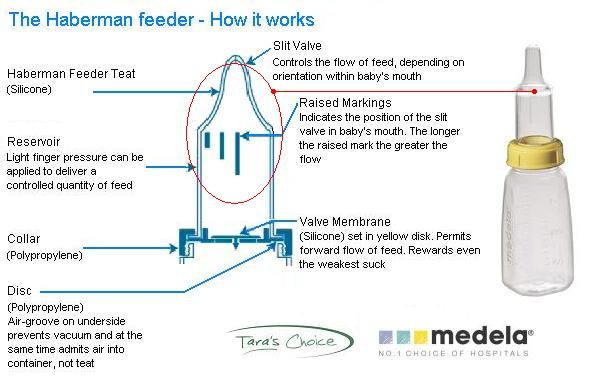 The Haberman feeder - How it works
Slit Valve
Controls the flow of feed, depending on
orientation within baby's mouth
Haberman Feeder Teat
(Silicone)
Raised Markings
Indicates the position of the slit
valve in baby's mouth. The longer
the raised mark the greater the
flow
Reservoir
Light finger pressure can be
applied to deliver a
controlled quantity of feed
Valve Membrane
(Silicone) set in yellow disk. Permits
forward flow of feed. Rewards even
the weakest suck
Collar
(Polypropylene)
Disc
(Polypropylene)
Air-groove on underside
prevents vacuum and at the
same time admits air into
container, not teat
medela
Tara's Choice
medela®
NO.1 CHOICE OF HOSPITALS